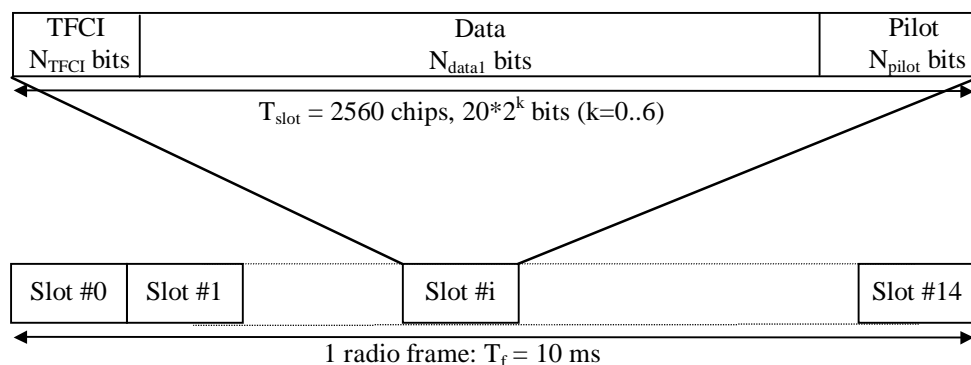 TFCI Data Pilot
N_TFCI bits N_data1 bits N_pilot bits
T_slot = 2560 chips, 20*2^k bits (k=0..6)
Slot #0 Slot #1 Slot #i Slot #14
1 radio frame: T_f = 10 ms